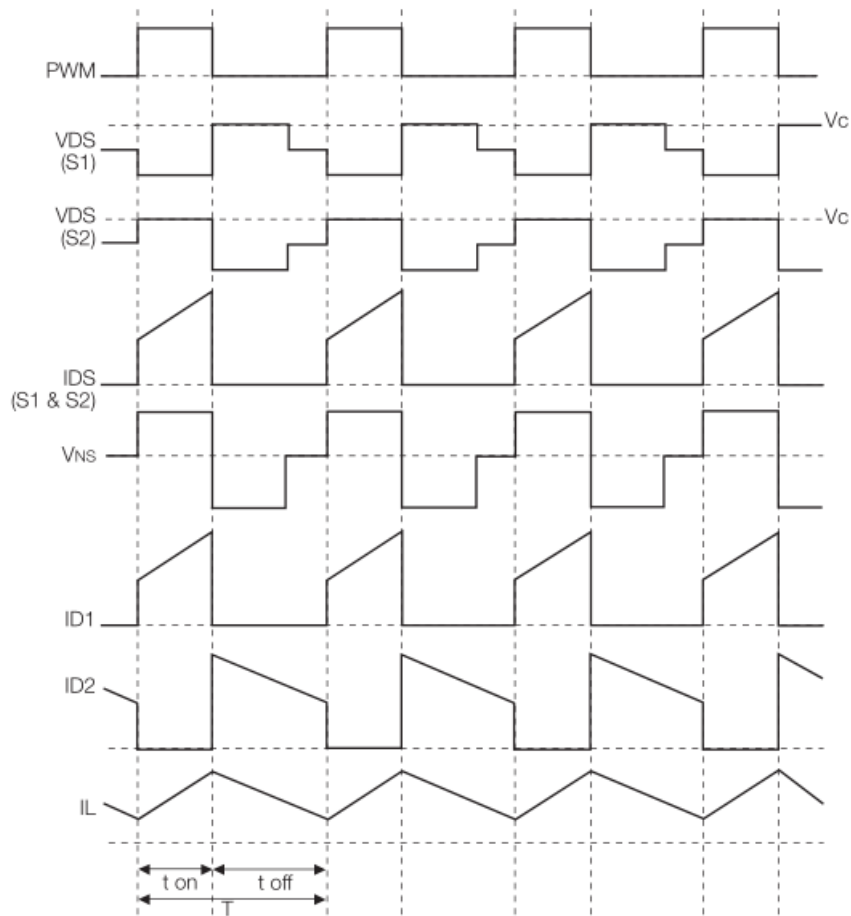 PWM
VDS
(S1)
Vc
VDS
(S2)
Vc
IDS
(S1 & S2)
VNS
ID1
ID2
IL
t on
t off
T